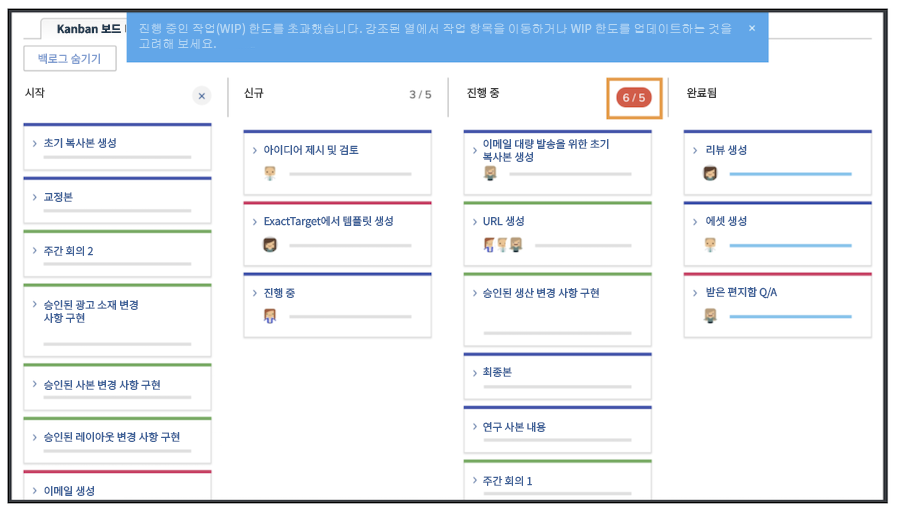 Kanban 보드
진행 중인 작업(WIP) 한도를 초과했습니다. 강조된 열에서 작업 항목을 이동하거나 WIP 한도를 업데이트하는 것을
고려해 보세요.
×
백로그 숨기기
시작
×
초기 복사본 생성
교정본
주간 회의 2
승인된 광고 소재 변경
사항 구현
승인된 사본 변경 사항 구현
승인된 레이아웃 변경 사항 구현
이메일 생성
신규
3 / 5
아이디어 제시 및 검토
ExactTarget에서 템플릿 생성
진행 중
진행 중
6 / 5
이메일 대량 발송을 위한 초기
복사본 생성
URL 생성
승인된 생산 변경 사항 구현
최종본
연구 사본 내용
주간 회의 1
완료됨
리뷰 생성
에셋 생성
받은 편지함 Q/A